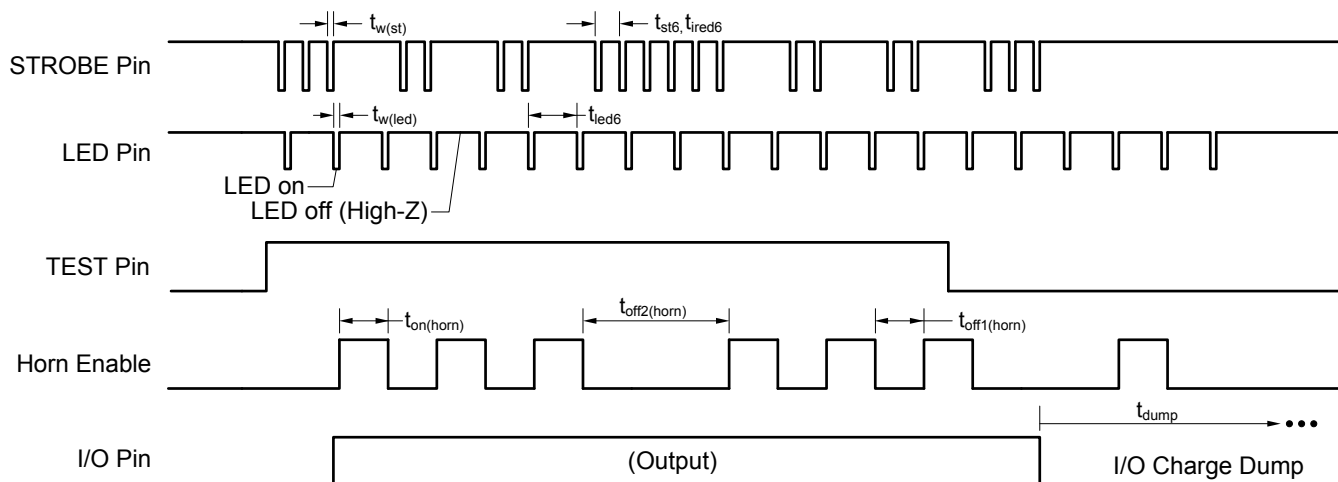 t_w(st)
t_st6, t_ired6
STROBE Pin
t_w(led)
t_led6
LED Pin
LED on
LED off (High-Z)
TEST Pin
t_on(horn)
t_off2(horn)
t_off1(horn)
Horn Enable
t_dump
•••
I/O Pin
(Output)
I/O Charge Dump